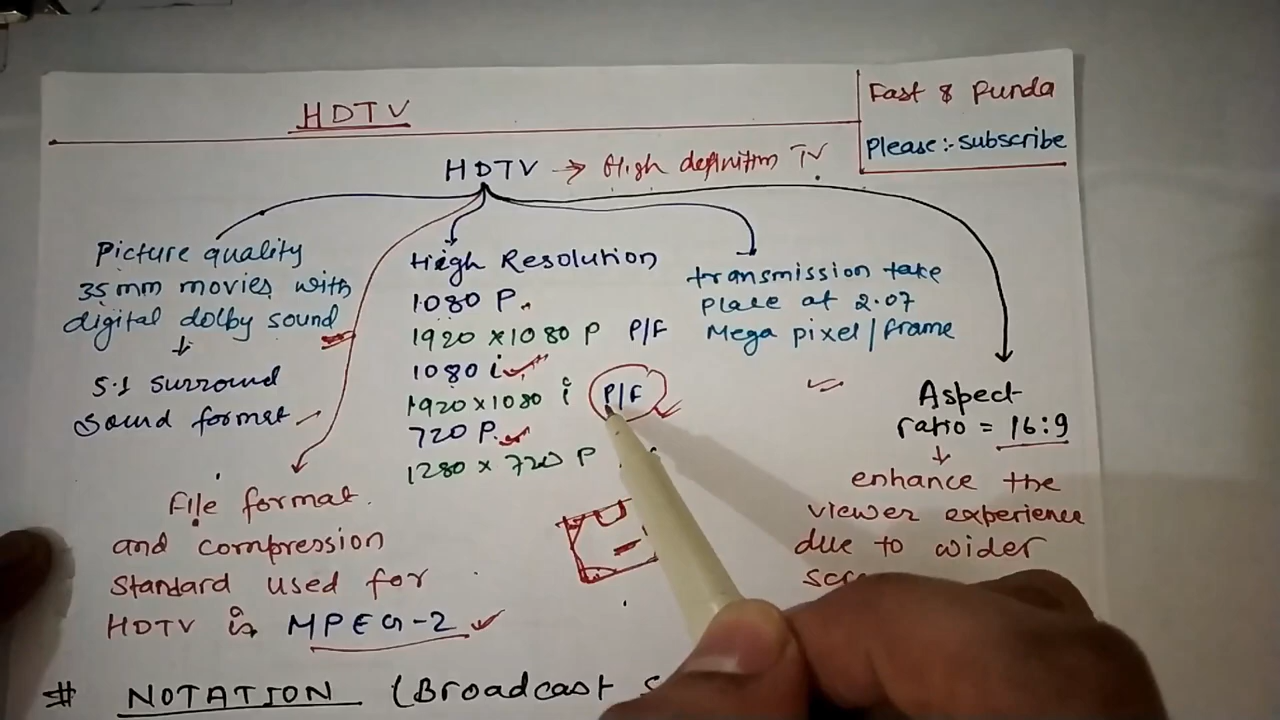 HDTV
Fast & Funda
Please:- subscribe
HDTV → High definition TV
Picture quality
35mm movies with
digital dolby sound
↓
5.1 surround
sound format
High Resolution
1080 P
1920 x 1080 P P/F
1080 i
1920x1080 i P/F
720 P
1280 x 720 P
transmission take
place at 2.07
Mega pixel/frame
Aspect
ratio = 16:9
↓
enhance the
viewer experience
due to wider
File format
and compression
standard used for
HDTV is MPEG-2
# NOTATION (Broadcast